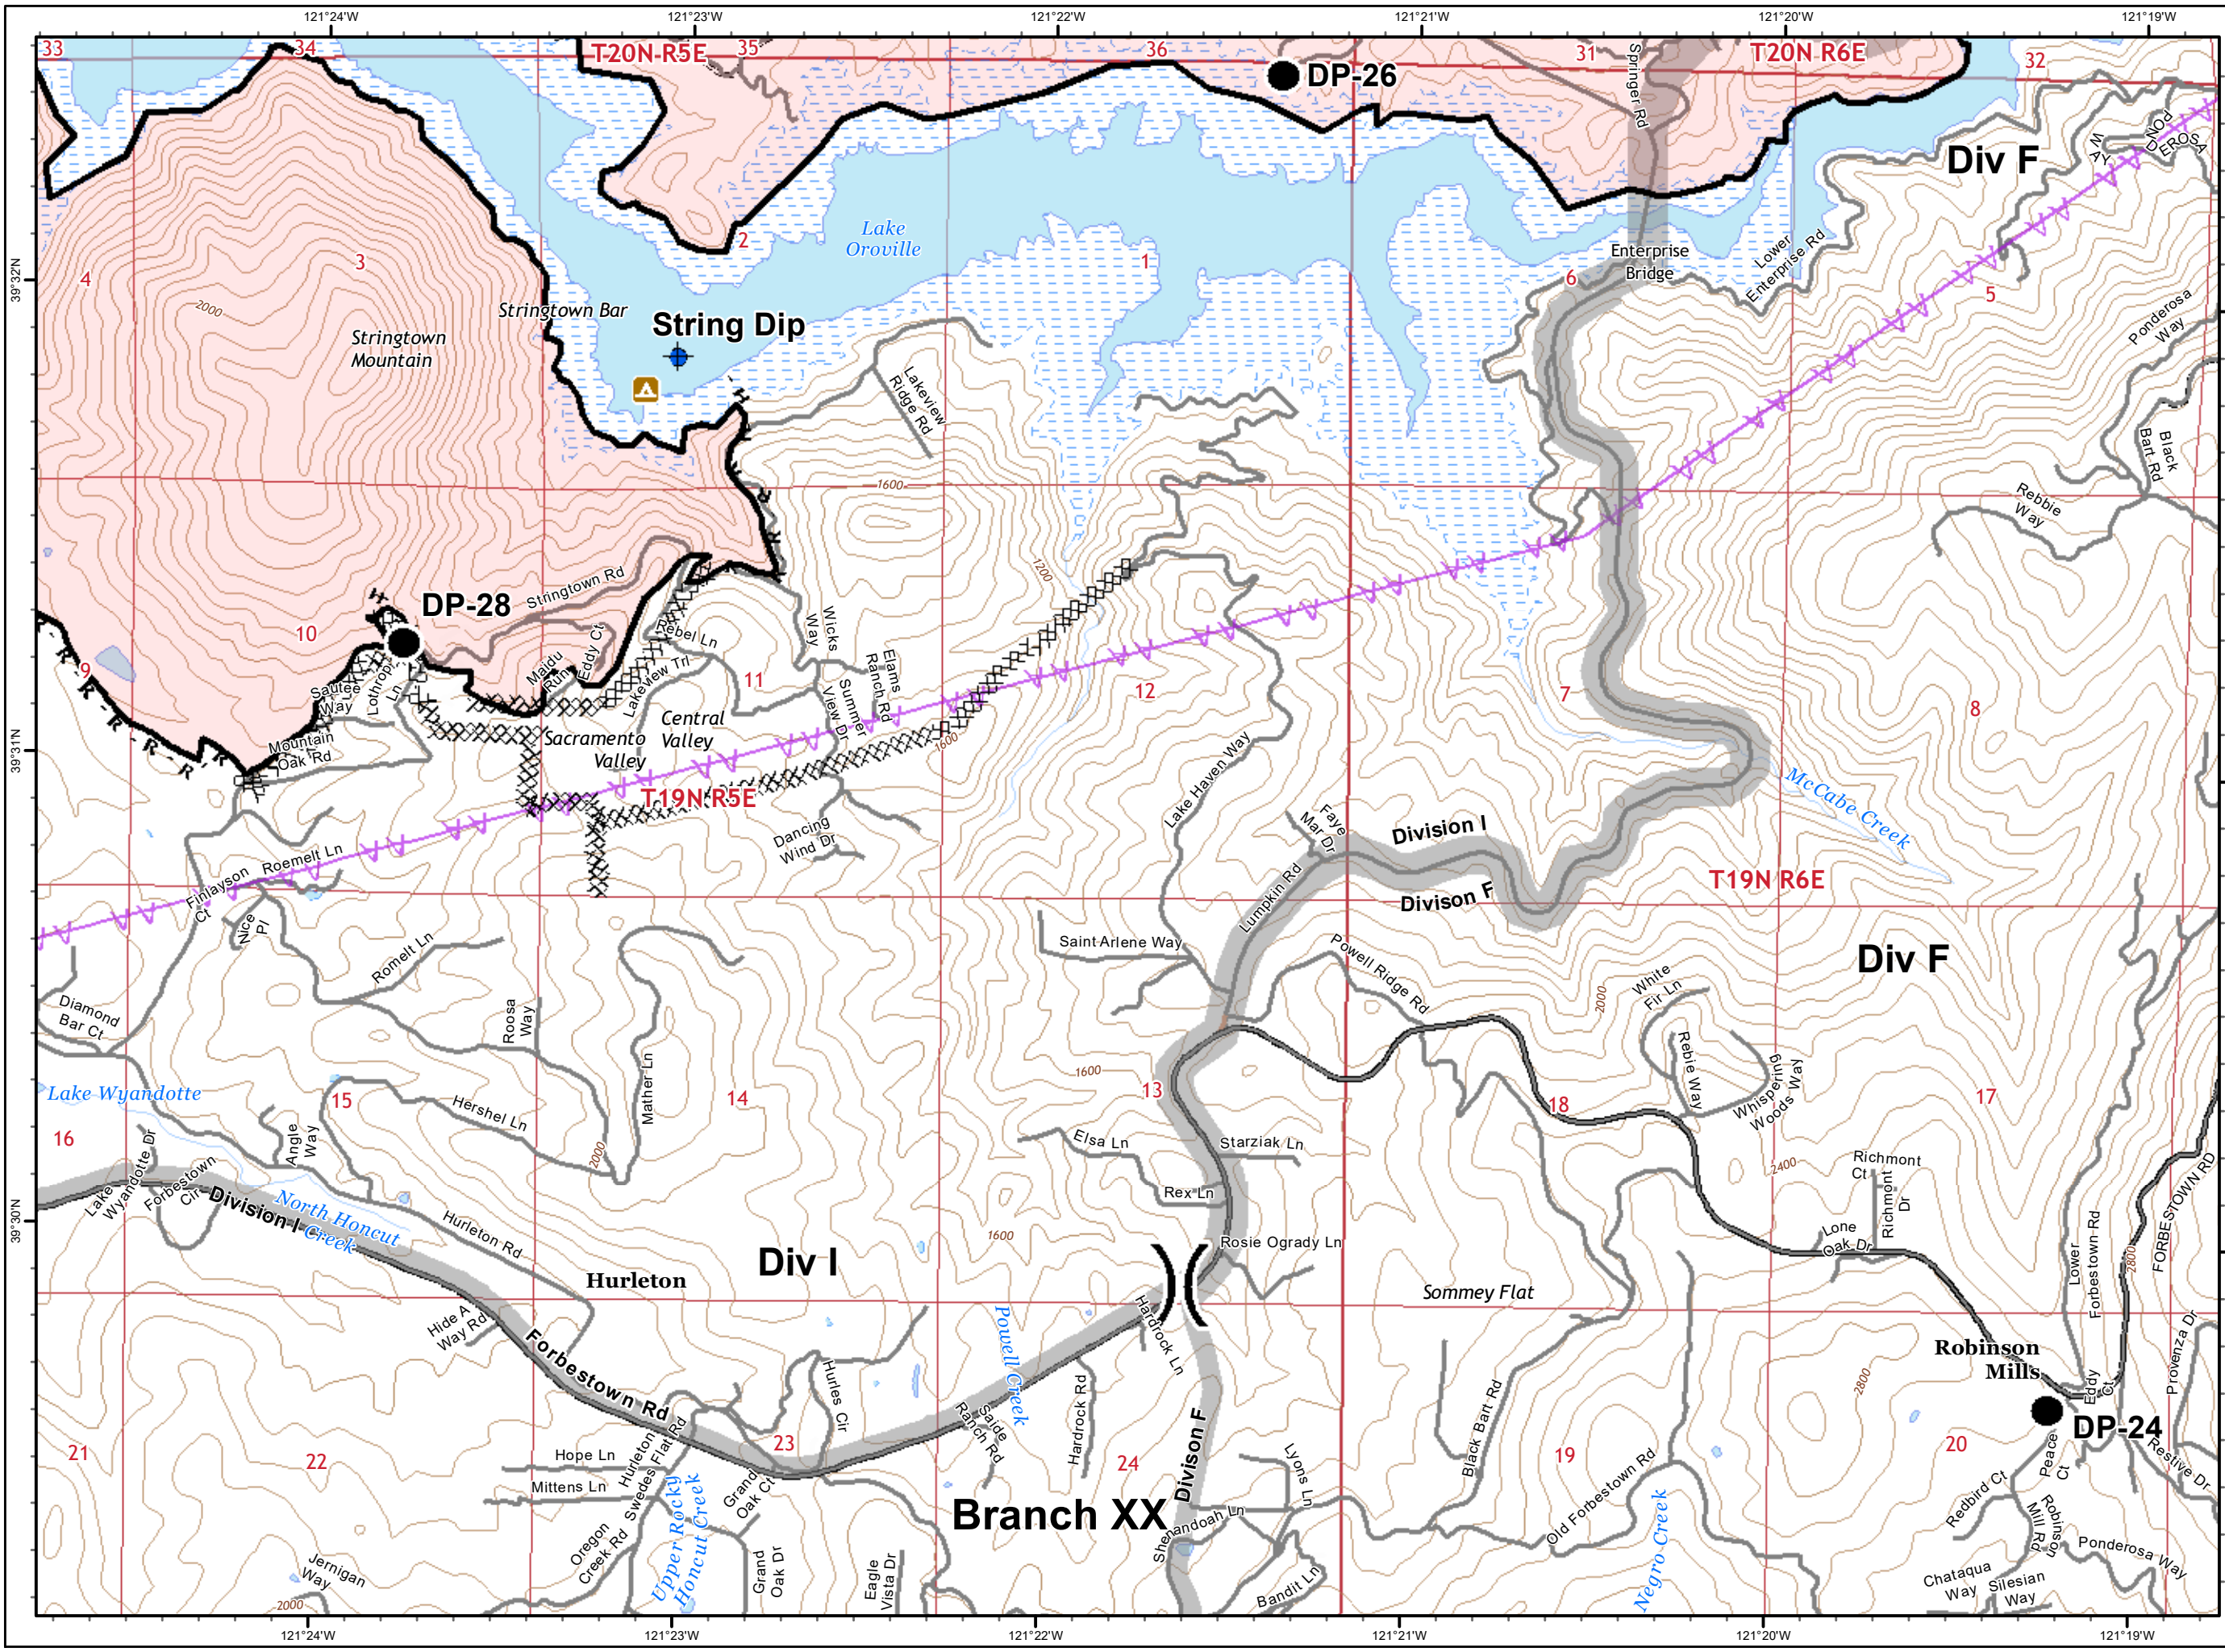 121°24'W 121°23'W 121°22'W 121°21'W 121°20'W 121°19'W
33 34 T20N R5E 35 36 31 T20N R6E 32
DP-26
Springer Rd
PONDEROSA
WAY
Div F
Lake
Oroville
2
3
4
1
6
5
39°32'N
Enterprise
Bridge
Lower
Enterprise Rd
2000
Stringtown
Mountain
Stringtown Bar
String Dip
Ponderosa
Way
Lakeview
Ridge Rd
Black
Bart Rd
1600
Rebbie
Way
H
H
R
R
R
1200
Stringtown Rd
DP-28
H
10
9
R-R-R-R-R-R-R
Rebel Ln
Wicks
Way
Eddy Ct
Maidu
Run
Lakeview Trl
Elams
Ranch Rd
Summer
View Dr
11
12
7
8
Sautee
Way
Lothrop
Ln
Mountain
Oak Rd
Central
Valley
Sacramento
Valley
1600
39°31'N
T19N R5E
Lake Haven Way
McCabe Creek
Dancing
Wind Dr
Faye
Mar Dr
Division I
Divison F
Lumpkin Rd
T19N R6E
Roemelt Ln
Finlayson
Ct
Nice
Pl
Romelt Ln
Saint Arlene Way
Powell Ridge Rd
Div F
White
Fir Ln
2000
Diamond
Bar Ct
Roosa
Way
Rebie Way
Whispering
Woods Way
Lake Wyandotte
15
16
14
13
18
17
1600
Hershel Ln
Mather Ln
Angle
Way
2000
Elsa Ln
Starziak Ln
Rex Ln
Rosie Ogrady Ln
2400
Richmont
Ct
Richmont
Dr
Lone
Oak Dr
Lake
Wyandotte Dr
Forbestown
Cir
Division I
North Honcut
Creek
Hurleton Rd
39°30'N
Lower
Forbestown Rd
2800
FORBESTOWN RD
Hurleton
Div I
1600
Sommey Flat
Hide A
Way Rd
Forbestown Rd
Powell Creek
Hardrock Ln
Robinson
Mills
Provenza Dr
Eddy
Ct
2800
Hurles Cir
Hardrock Rd
Saide
Ranch Rd
Black Bart Rd
DP-24
21
22
23
24
19
20
Hope Ln
Mittens Ln
Hurleton
Swedes Flat Rd
Grand
Oak Ct
Divison F
Lyons Ln
Old Forbestown Rd
Peace
Ct
Restive Dr
Redbird Ct
Branch XX
Shenandoah Ln
Robinson
Mill Rd
Ponderosa Way
Oregon
Creek Rd
Upper Rocky
Honcut Creek
Jernigan
Way
Grand
Oak Dr
Eagle
Vista Dr
Bandit Ln
Negro Creek
Chataqua
Way
Silesian
Way
2000
121°24'W 121°23'W 121°22'W 121°21'W 121°20'W 121°19'W